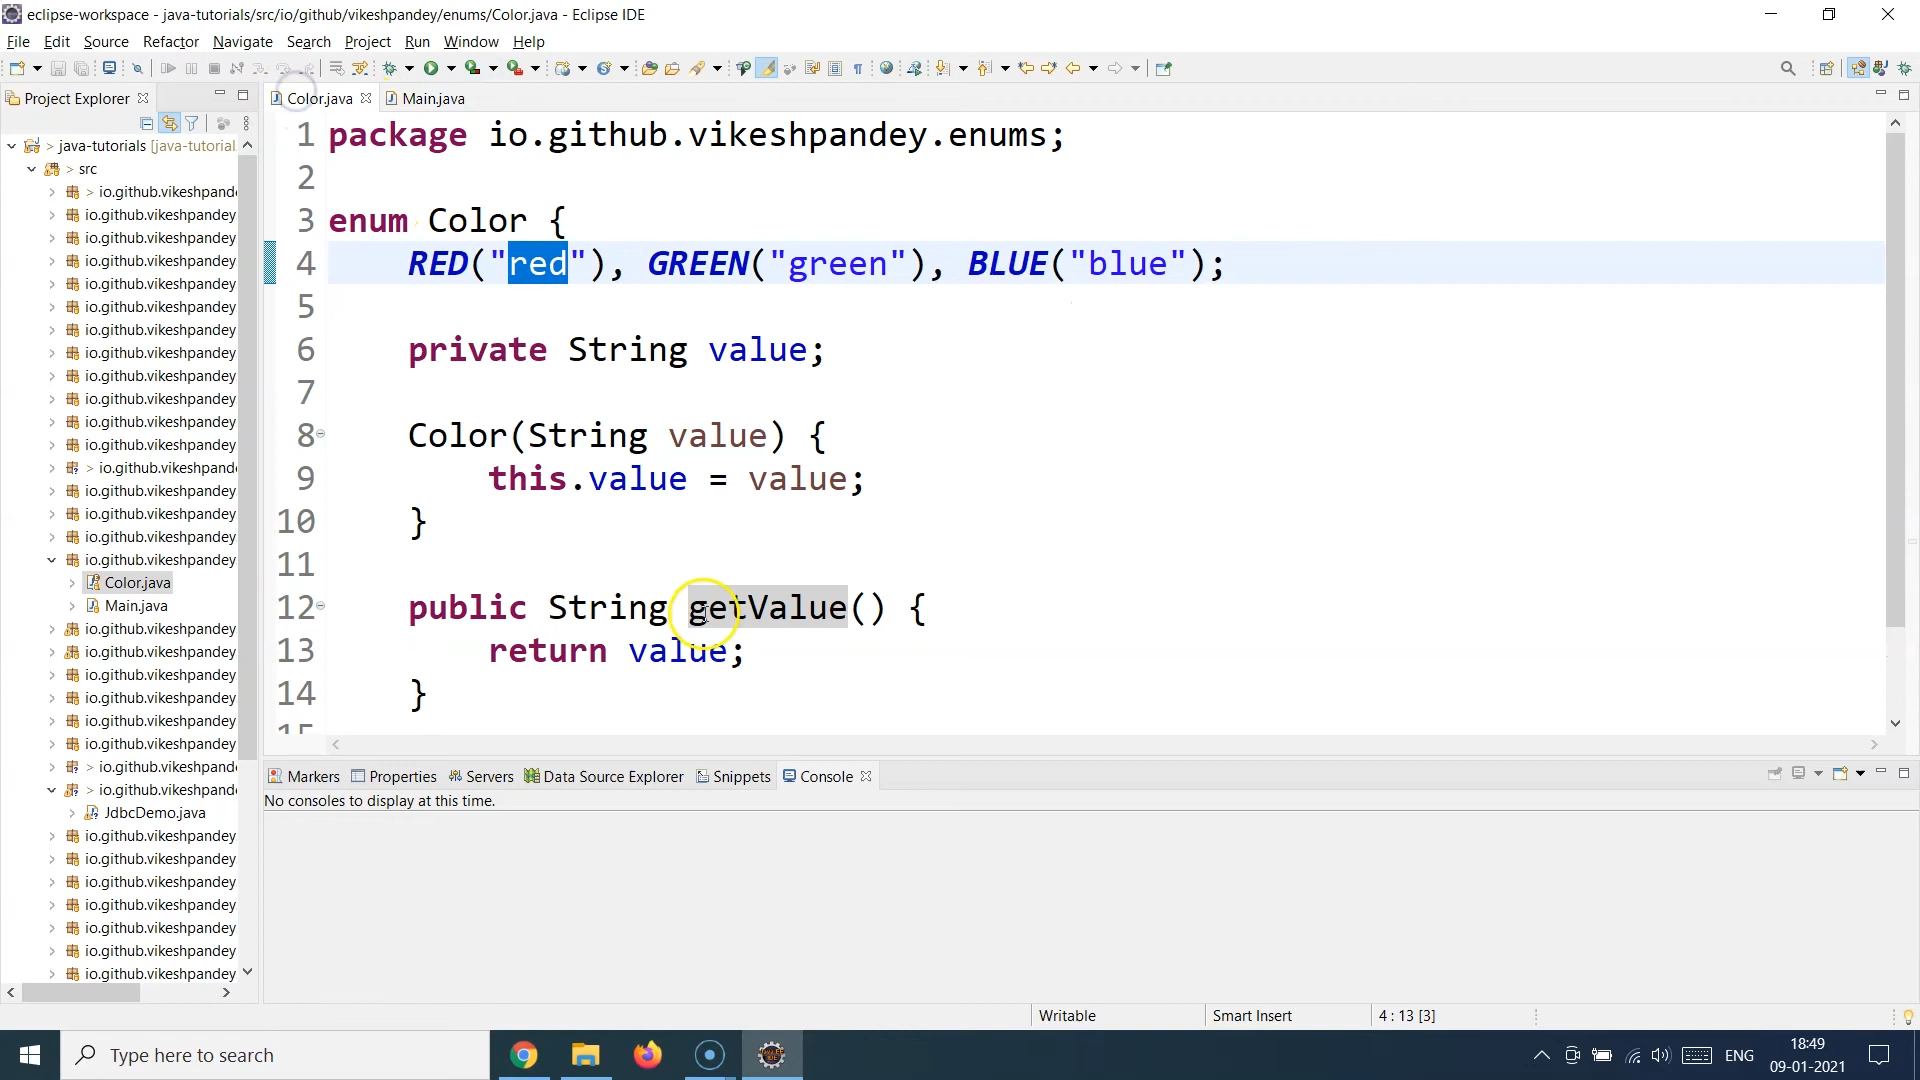 eclipse-workspace - java-tutorials/src/io/github/vikeshpandey/enums/Color.java - Eclipse IDE
File Edit Source Refactor Navigate Search Project Run Window Help
Project Explorer
Color.java
Main.java
> java-tutorials [java-tutorial
> src
> io.github.vikeshpand
io.github.vikeshpandey
io.github.vikeshpandey
io.github.vikeshpandey
io.github.vikeshpandey
io.github.vikeshpandey
io.github.vikeshpandey
io.github.vikeshpandey
io.github.vikeshpandey
io.github.vikeshpandey
io.github.vikeshpandey
io.github.vikeshpandey
> io.github.vikeshpand
io.github.vikeshpandey
io.github.vikeshpandey
io.github.vikeshpandey
io.github.vikeshpandey
Color.java
Main.java
io.github.vikeshpandey
io.github.vikeshpandey
io.github.vikeshpandey
io.github.vikeshpandey
io.github.vikeshpandey
io.github.vikeshpandey
> io.github.vikeshpand
> io.github.vikeshpand
JdbcDemo.java
io.github.vikeshpandey
io.github.vikeshpandey
io.github.vikeshpandey
io.github.vikeshpandey
io.github.vikeshpandey
io.github.vikeshpandey
io.github.vikeshpandey
1 package io.github.vikeshpandey.enums;
2
3 enum Color {
4 RED("red"), GREEN("green"), BLUE("blue");
5
6 private String value;
7
8 Color(String value) {
9 this.value = value;
10 }
11
12 public String getValue() {
13 return value;
14 }
15
Markers Properties Servers Data Source Explorer Snippets Console
No consoles to display at this time.
Writable Smart Insert 4 : 13 [3]
Type here to search
ENG
18:49
09-01-2021